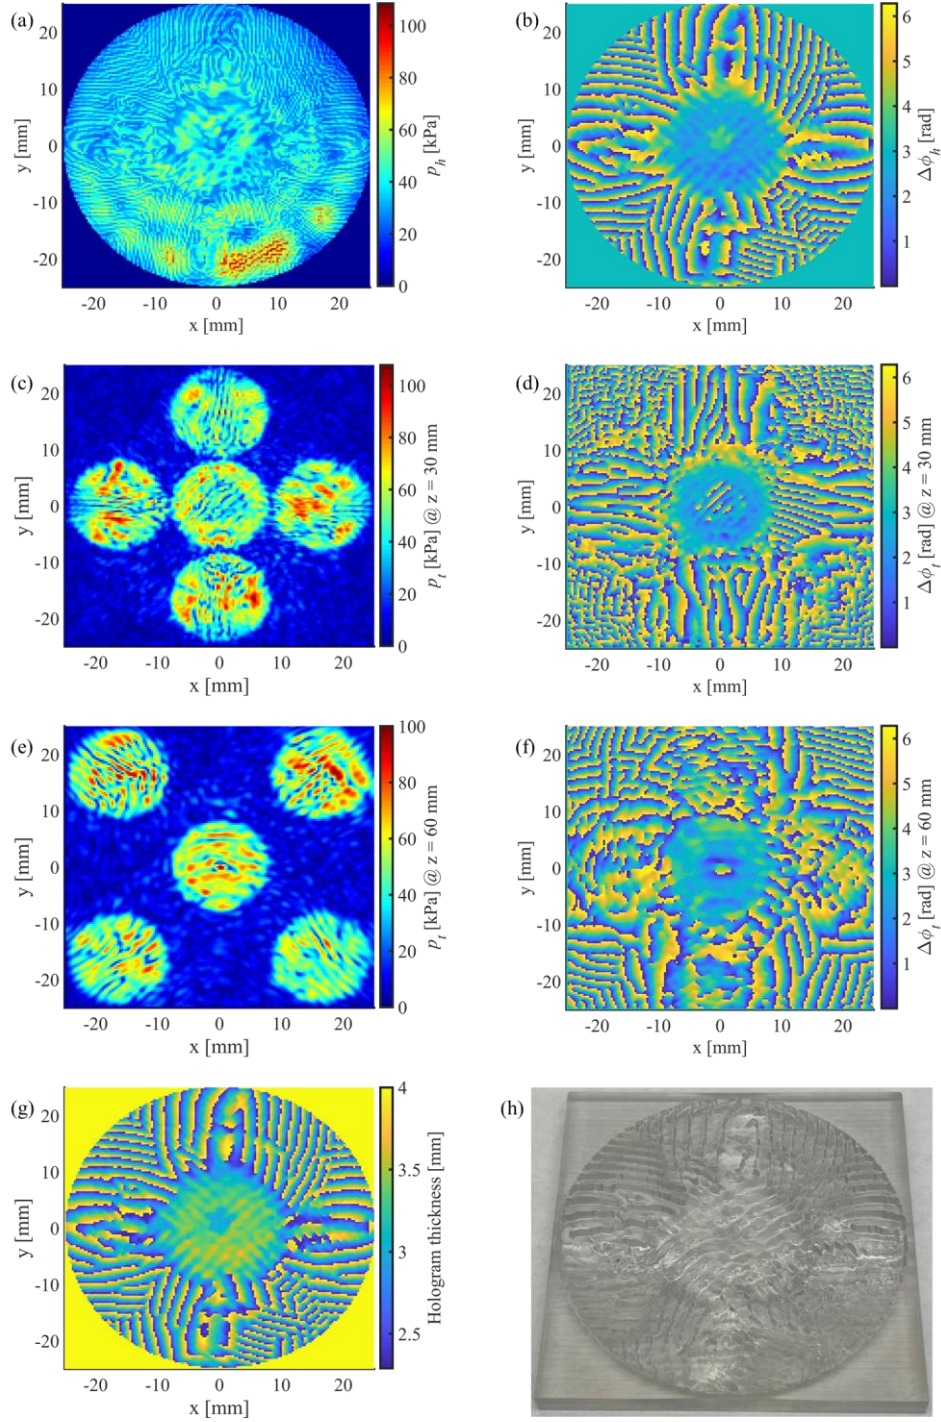 (a)
20
10
0
-10
-20
y [mm]
-20 -10 0 10 20
x [mm]
100
80
60
40
20
0
p_h [kPa]
(b)
20
10
0
-10
-20
y [mm]
-20 -10 0 10 20
x [mm]
6
5
4
3
2
1
Δϕ_h [rad]
(c)
20
10
0
-10
-20
y [mm]
-20 -10 0 10 20
x [mm]
100
80
60
40
20
0
p_t [kPa] @ z = 30 mm
(d)
20
10
0
-10
-20
y [mm]
-20 -10 0 10 20
x [mm]
6
5
4
3
2
1
Δϕ_t [rad] @ z = 30 mm
(e)
20
10
0
-10
-20
y [mm]
-20 -10 0 10 20
x [mm]
100
80
60
40
20
0
p_t [kPa] @ z = 60 mm
(f)
20
10
0
-10
-20
y [mm]
-20 -10 0 10 20
x [mm]
6
5
4
3
2
1
Δϕ_t [rad] @ z = 60 mm
(g)
20
10
0
-10
-20
y [mm]
-20 -10 0 10 20
x [mm]
4
3.5
3
2.5
Hologram thickness [mm]
(h)